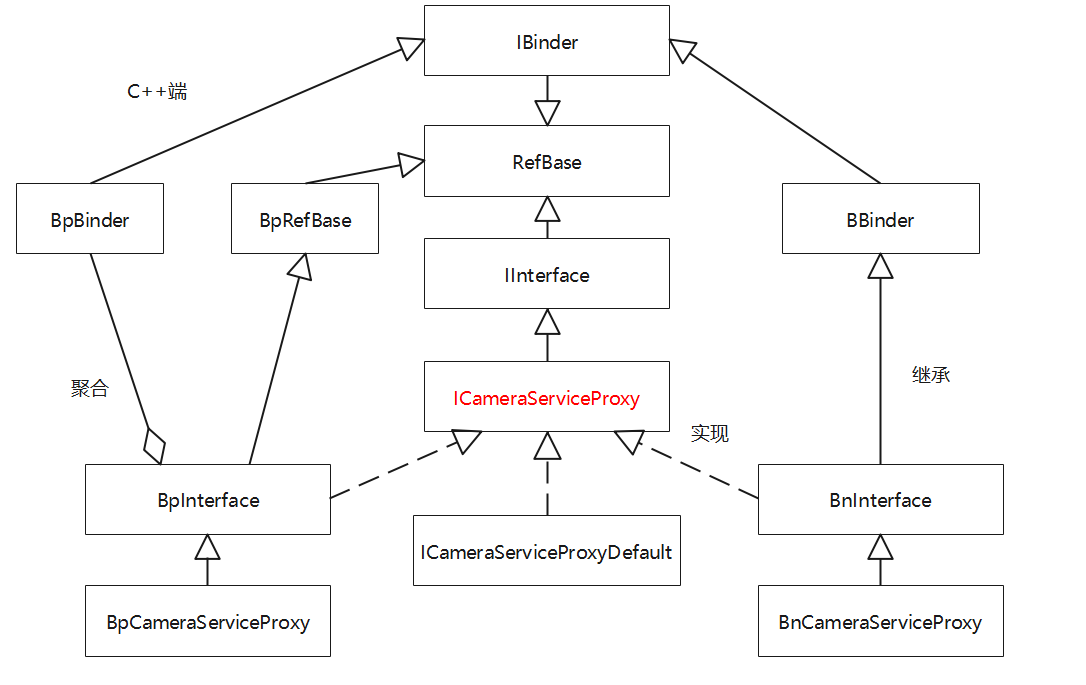 IBinder
C++端
RefBase
BpBinder
BpRefBase
BBinder
IInterface
聚合
ICameraServiceProxy
继承
实现
BpInterface
BnInterface
ICameraServiceProxyDefault
BpCameraServiceProxy
BnCameraServiceProxy